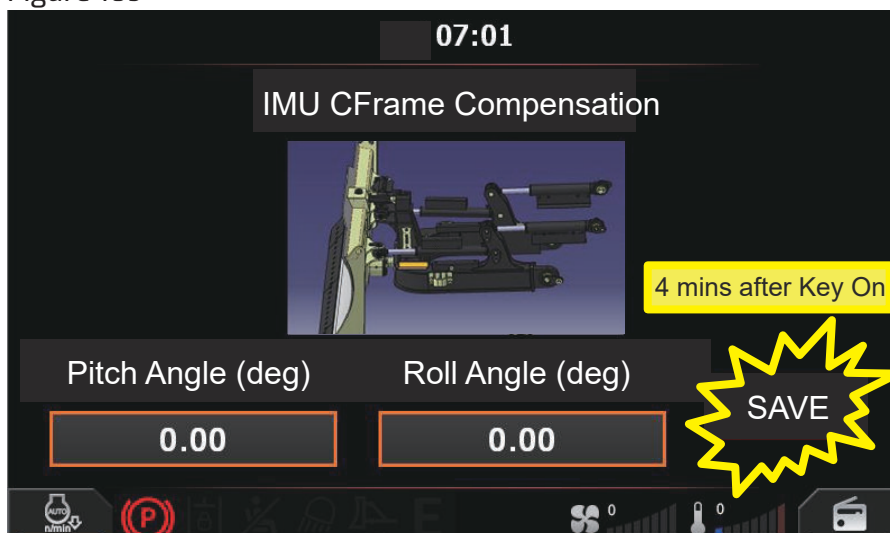 07:01
IMU CFrame Compensation
4 mins after Key On
Pitch Angle (deg) Roll Angle (deg)
SAVE
0.00 0.00
AUTO
n/min
(P)
E
0
0